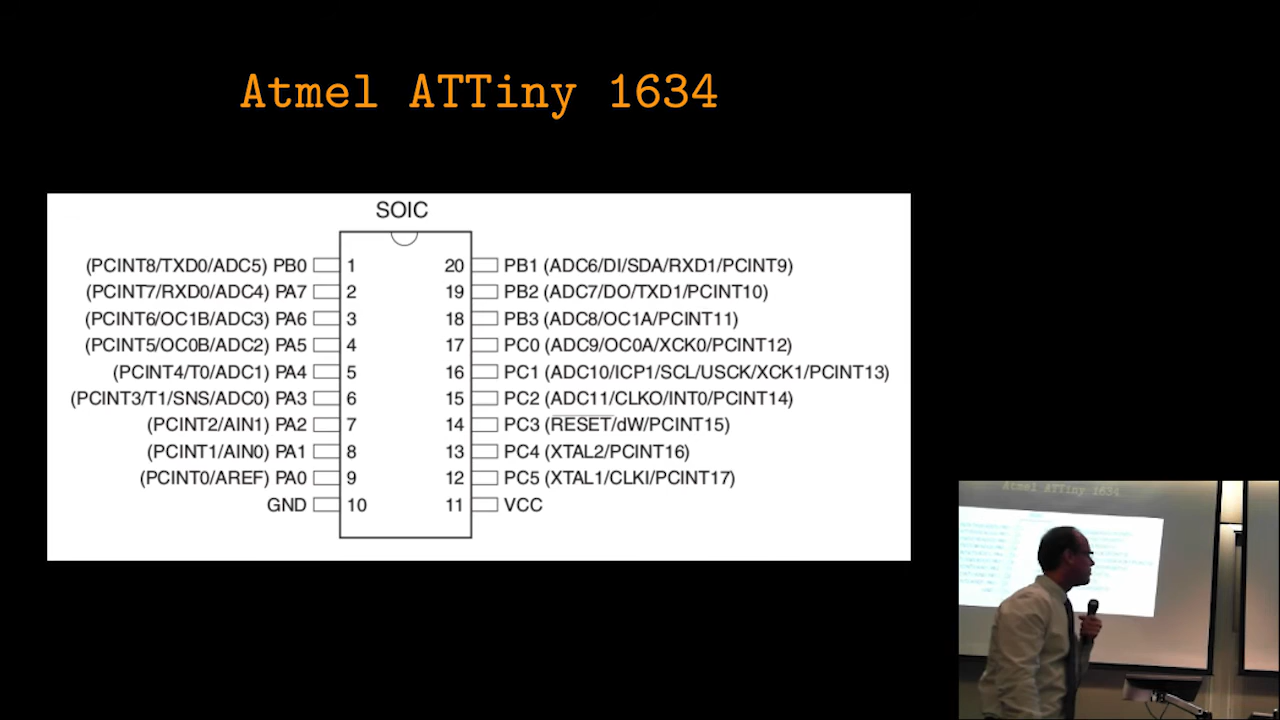 Atmel ATTiny 1634
SOIC
(PCINT8/TXD0/ADC5) PB0 1 20 PB1 (ADC6/DI/SDA/RXD1/PCINT9)
(PCINT7/RXD0/ADC4) PA7 2 19 PB2 (ADC7/DO/TXD1/PCINT10)
(PCINT6/OC1B/ADC3) PA6 3 18 PB3 (ADC8/OC1A/PCINT11)
(PCINT5/OC0B/ADC2) PA5 4 17 PC0 (ADC9/OC0A/XCK0/PCINT12)
(PCINT4/T0/ADC1) PA4 5 16 PC1 (ADC10/ICP1/SCL/USCK/XCK1/PCINT13)
(PCINT3/T1/SNS/ADC0) PA3 6 15 PC2 (ADC11/CLKO/INT0/PCINT14)
(PCINT2/AIN1) PA2 7 14 PC3 (RESET/dW/PCINT15)
(PCINT1/AIN0) PA1 8 13 PC4 (XTAL2/PCINT16)
(PCINT0/AREF) PA0 9 12 PC5 (XTAL1/CLKI/PCINT17)
GND 10 11 VCC
Atmel ATTiny 1634